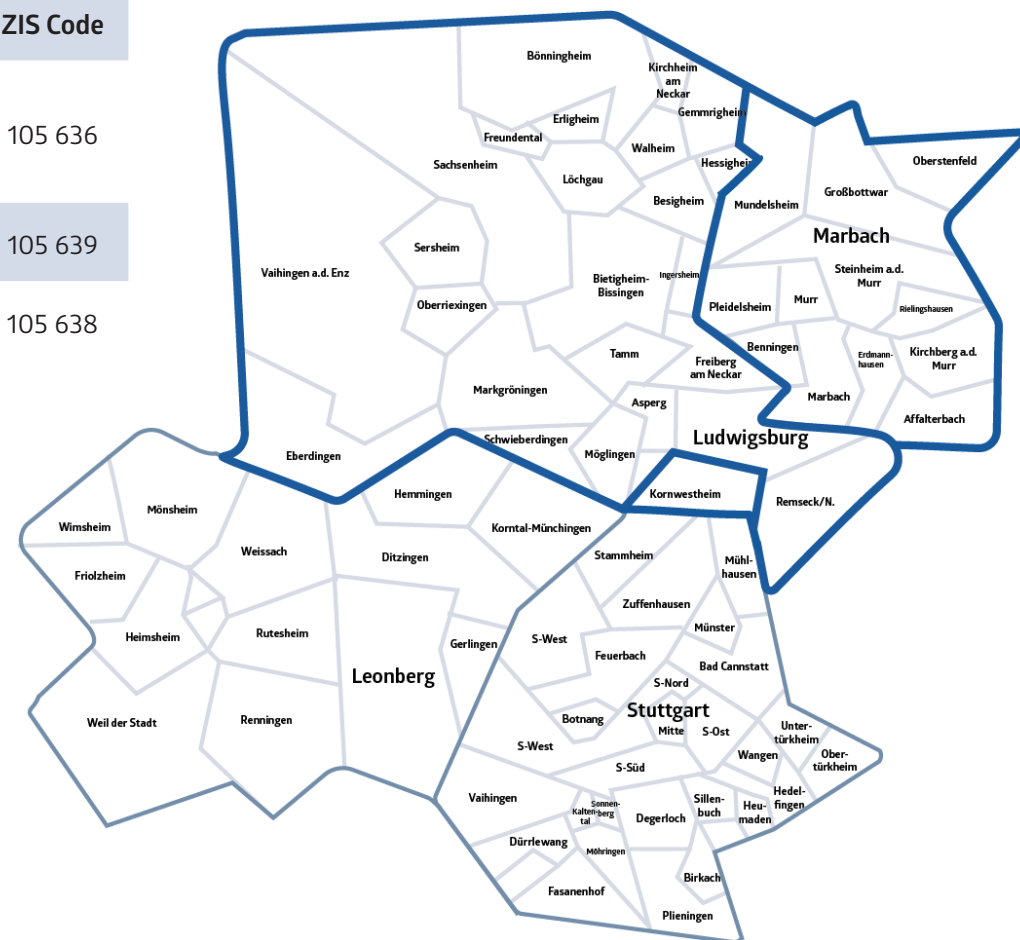 ZIS Code
105 636
105 639
105 638
Bönningheim
Kirchheim
am
Neckar
Gemmrigheim
Erligheim
Freundental
Walheim
Sachsenheim
Hessigheim
Löchgau
Besigheim
Oberstenfeld
Großbottwar
Mundelsheim
Marbach
Sersheim
Vaihingen a.d. Enz
Bietigheim-
Bissingen
Ingersheim
Steinheim a.d.
Murr
Oberriexingen
Pleidelsheim
Murr
Rielingshausen
Benningen
Tamm
Freiberg
am Neckar
Erdmann-
hausen
Kirchberg a.d.
Murr
Markgröningen
Asperg
Marbach
Affalterbach
Schwieberdingen
Ludwigsburg
Möglingen
Eberdingen
Hemmingen
Kornwestheim
Remseck/N.
Mönsheim
Wimsheim
Korntal-Münchingen
Weissach
Ditzingen
Stammheim
Mühl-
hausen
Friolzheim
Zuffenhausen
Heimsheim
Rutesheim
Gerlingen
S-West
Münster
Feuerbach
Bad Cannstatt
Leonberg
S-Nord
Stuttgart
Weil der Stadt
Renningen
Botnang
Mitte
S-Ost
Unter-
türkheim
S-West
Wangen
Ober-
türkheim
S-Süd
Vaihingen
Kalten-
tal
Sonnen-
berg
Degerloch
Sillen-
buch
Heu-
maden
Hedel-
fingen
Dürrlewang
Möhringen
Birkach
Fasanenhof
Plieningen